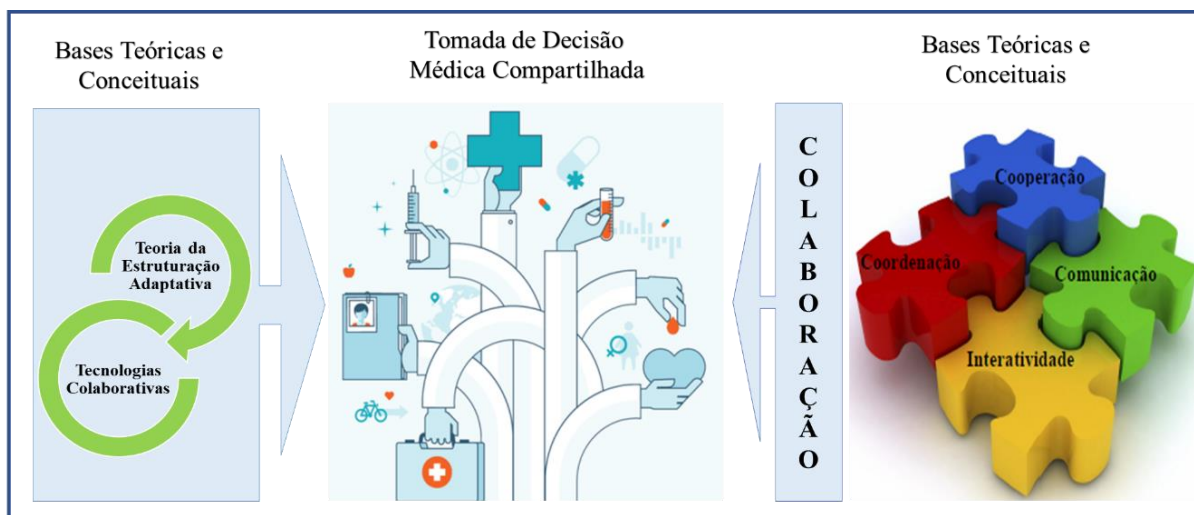 Bases Teóricas e
Conceituais
Teoria da
Estruturação
Adaptativa
Tecnologias
Colaborativas
Tomada de Decisão
Médica Compartilhada
COLABORAÇÃO
Bases Teóricas e
Conceituais
Cooperação
Coordenação
Comunicação
Interatividade